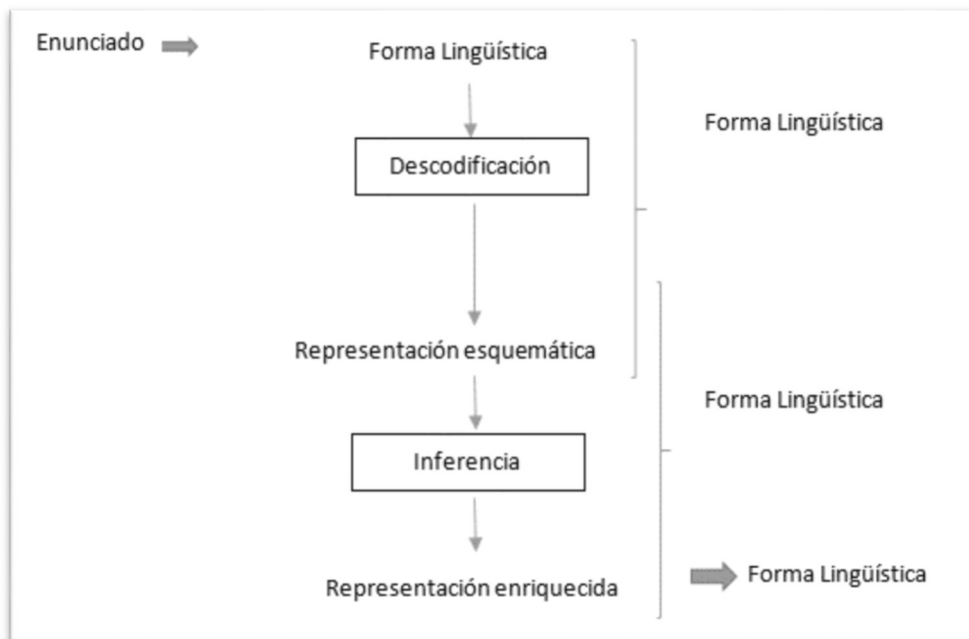 Enunciado
Forma Lingüística
Forma Lingüística
Descodificación
Representación esquemática
Forma Lingüística
Inferencia
Representación enriquecida
Forma Lingüística